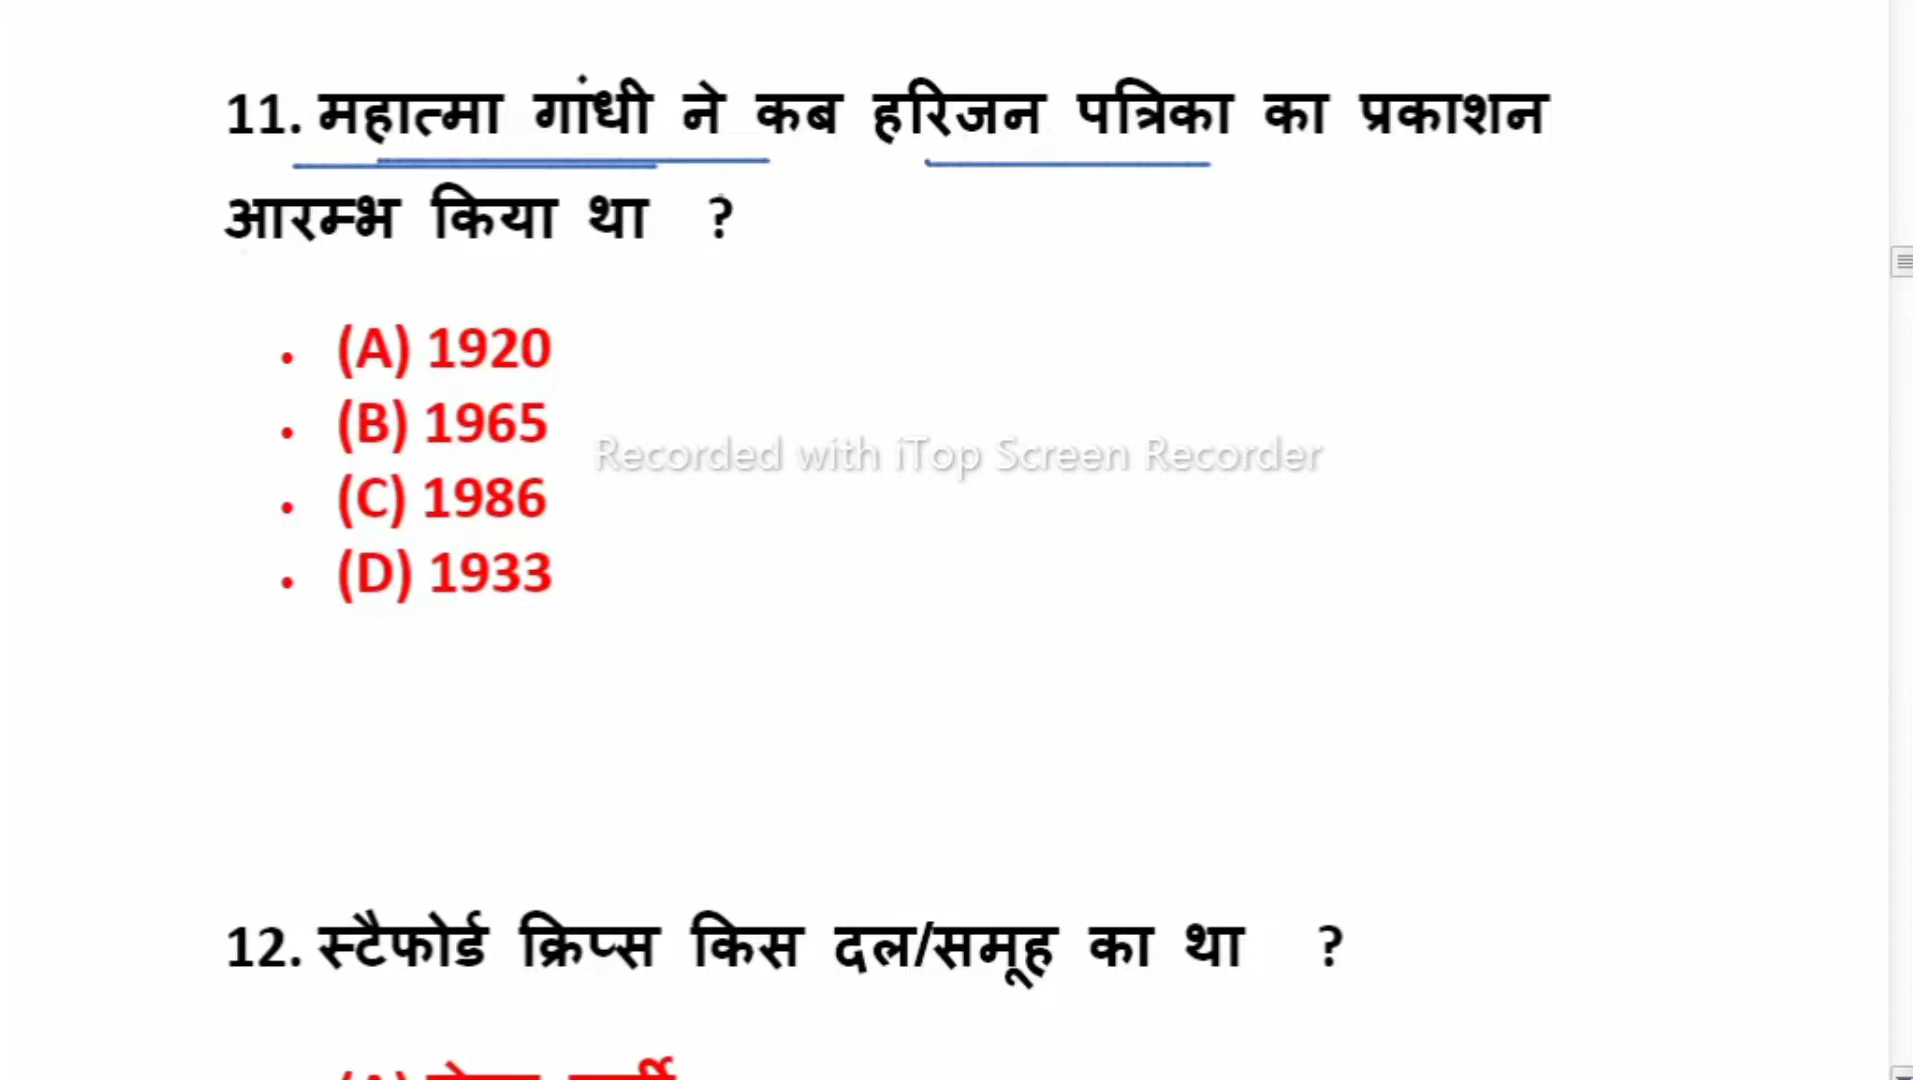 11. महात्मा गांधी ने कब हरिजन पत्रिका का प्रकाशन
आरम्भ किया था ?
• (A) 1920
• (B) 1965
Recorded with iTop Screen Recorder
• (C) 1986
• (D) 1933
12. स्टैफोर्ड क्रिप्स किस दल/समूह का था ?